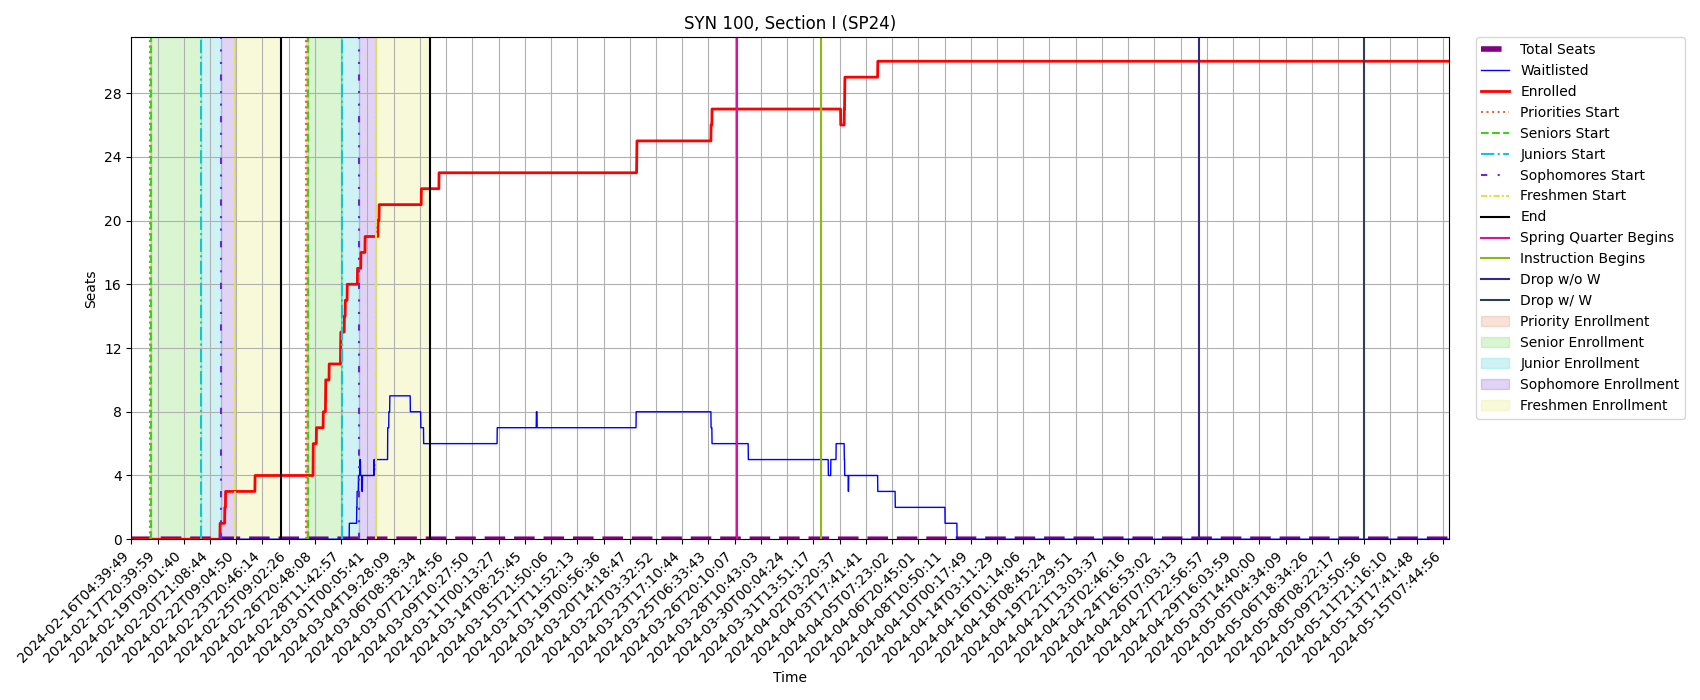 SYN 100, Section I (SP24)
Seats
28
24
20
16
12
8
4
0
2024-02-16T04:39:49
2024-02-17T20:39:59
2024-02-19T09:01:40
2024-02-20T21:08:44
2024-02-22T09:04:50
2024-02-23T20:46:14
2024-02-25T09:02:26
2024-02-26T20:48:08
2024-02-28T11:42:57
2024-03-01T00:05:41
2024-03-04T19:28:09
2024-03-06T08:38:34
2024-03-07T21:24:56
2024-03-09T10:27:50
2024-03-11T00:13:27
2024-03-14T08:25:45
2024-03-15T21:50:06
2024-03-17T11:52:13
2024-03-19T00:56:36
2024-03-20T14:18:47
2024-03-22T03:32:52
2024-03-23T17:10:44
2024-03-25T06:33:43
2024-03-26T20:10:07
2024-03-28T10:43:03
2024-03-30T00:04:24
2024-03-31T13:51:17
2024-04-02T03:20:37
2024-04-03T17:41:41
2024-04-05T07:23:02
2024-04-06T20:45:01
2024-04-08T10:50:11
2024-04-10T00:17:49
2024-04-14T03:11:29
2024-04-16T01:14:06
2024-04-18T08:45:24
2024-04-19T22:29:51
2024-04-21T13:03:37
2024-04-23T02:46:16
2024-04-24T16:53:02
2024-04-26T07:03:13
2024-04-27T22:56:57
2024-04-29T16:03:59
2024-05-03T14:40:00
2024-05-05T04:34:09
2024-05-06T18:34:26
2024-05-08T08:22:17
2024-05-09T23:50:56
2024-05-11T21:16:10
2024-05-13T17:41:48
2024-05-15T07:44:56
Time
Total Seats
Waitlisted
Enrolled
Priorities Start
Seniors Start
Juniors Start
Sophomores Start
Freshmen Start
End
Spring Quarter Begins
Instruction Begins
Drop w/o W
Drop w/ W
Priority Enrollment
Senior Enrollment
Junior Enrollment
Sophomore Enrollment
Freshmen Enrollment